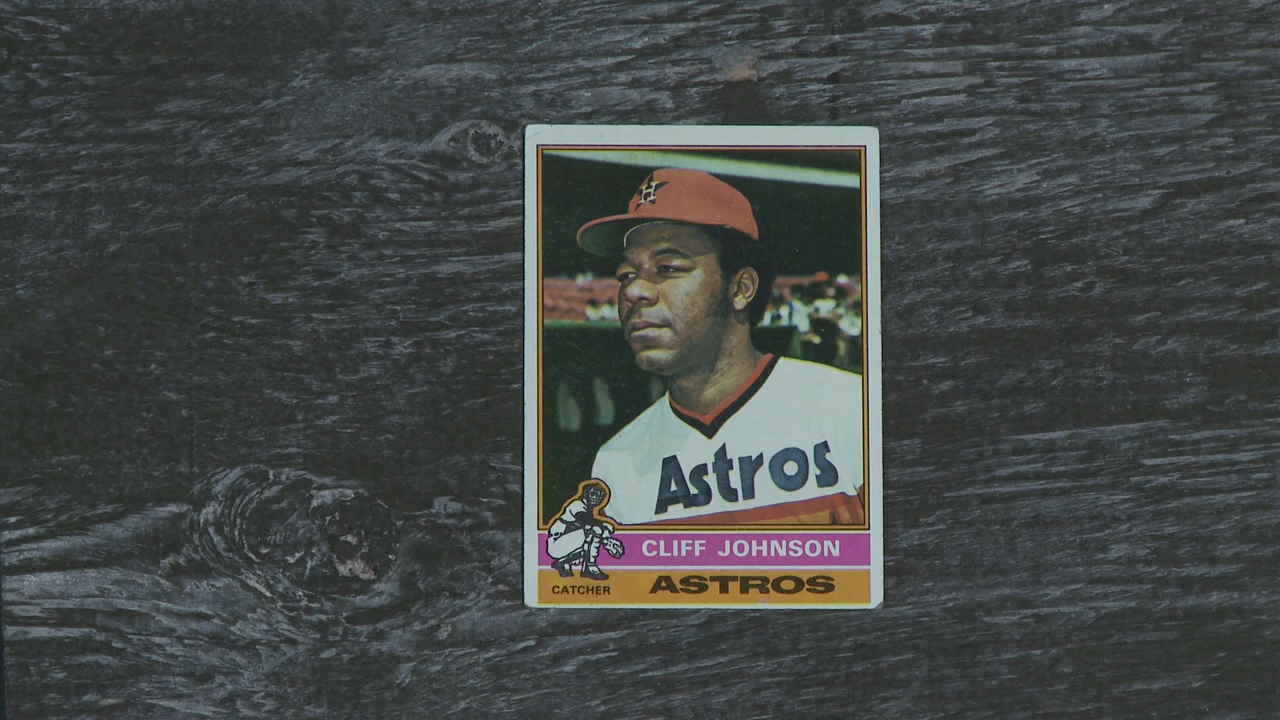 H
Astros
CLIFF JOHNSON
CATCHER
ASTROS